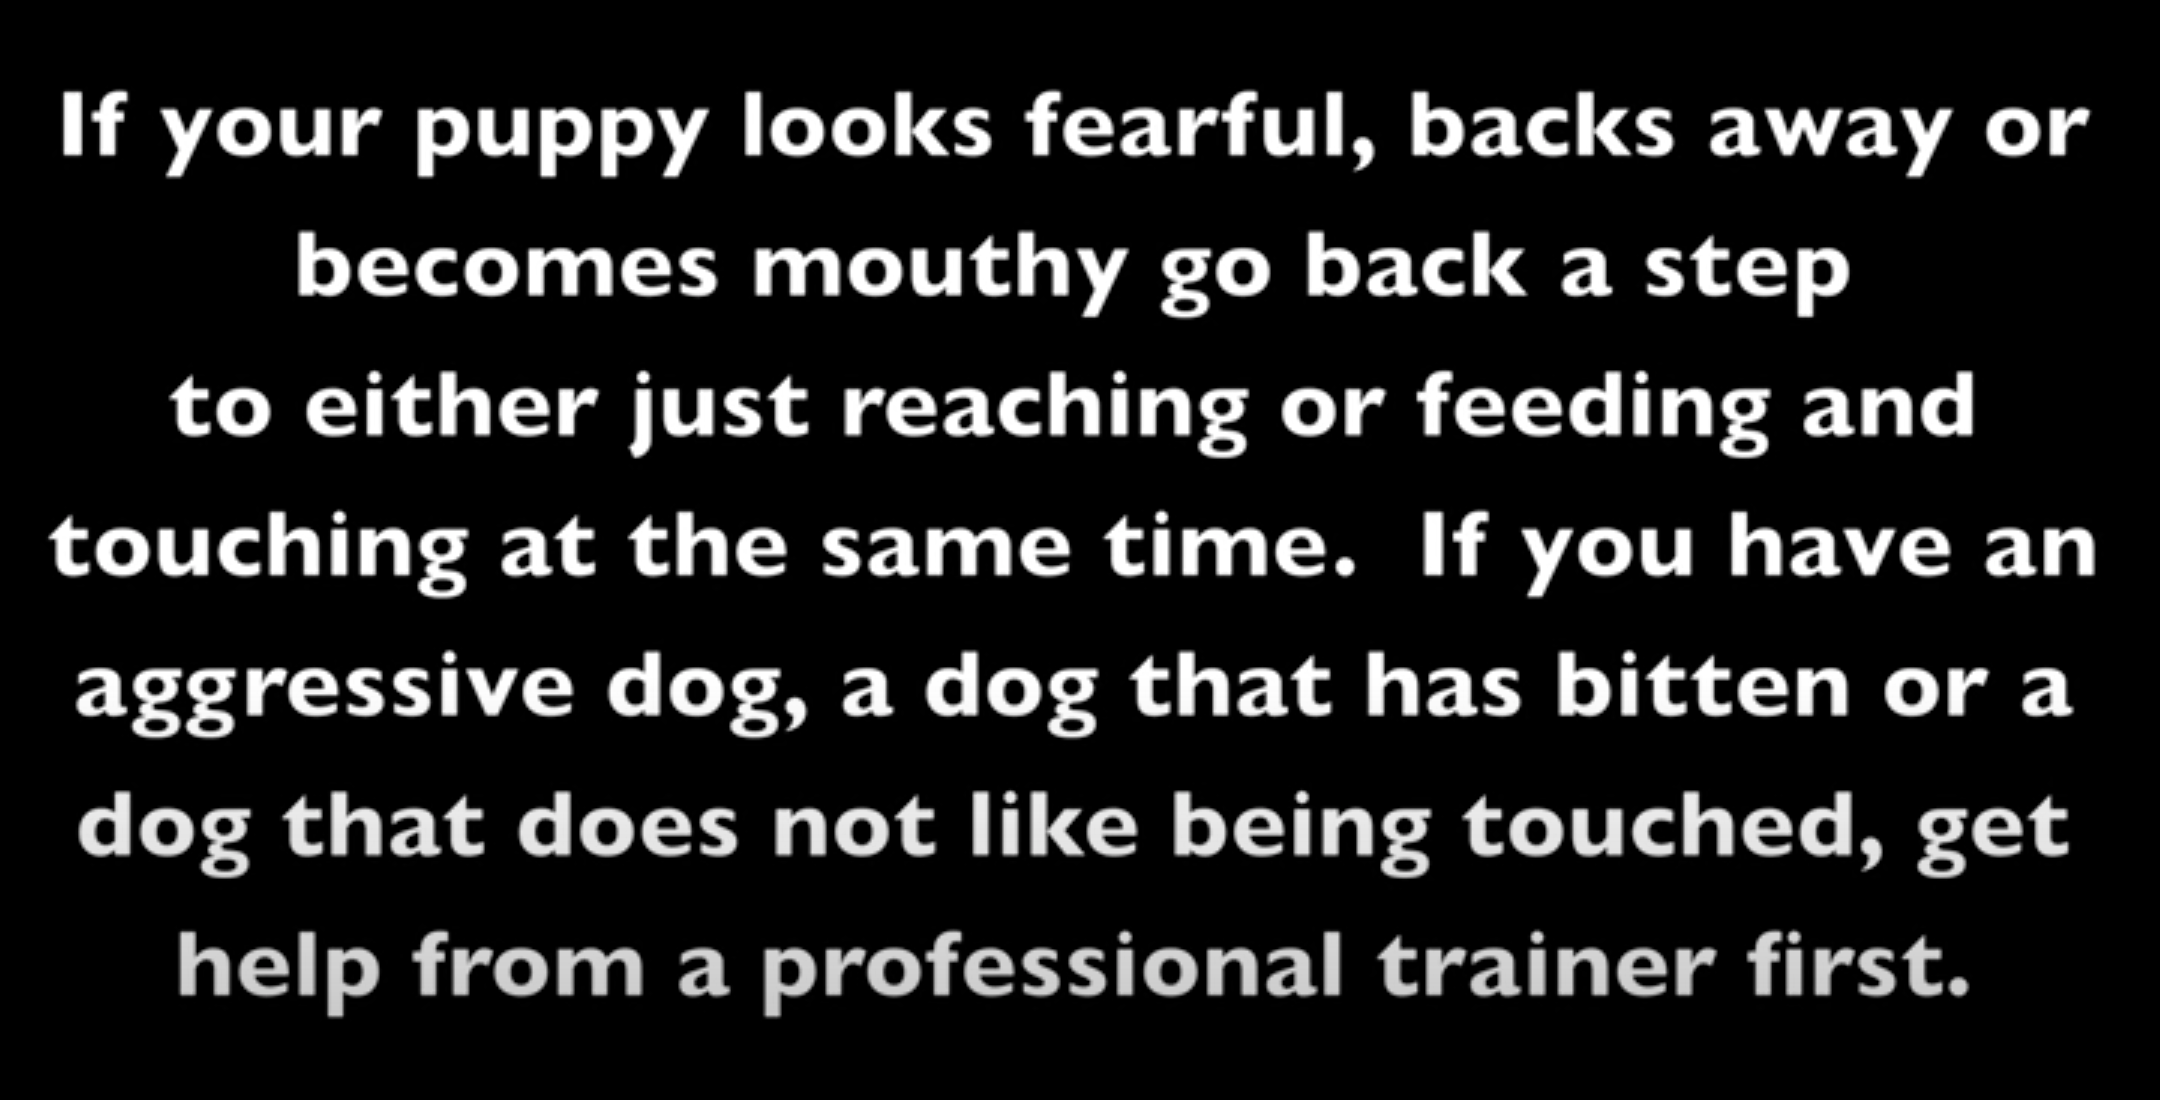 If your puppy looks fearful, backs away or
becomes mouthy go back a step
to either just reaching or feeding and
touching at the same time.  If you have an
aggressive dog, a dog that has bitten or a
dog that does not like being touched, get
help from a professional trainer first.